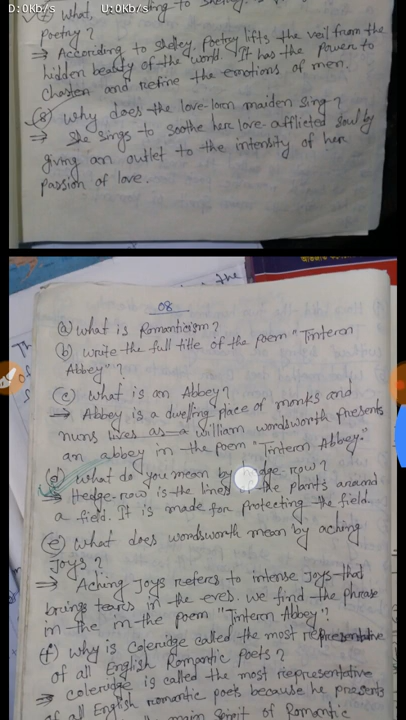 D:0Kb/s U:0Kb/s
What, to
Poetry?
⇒ According to Shelley, Poetry lifts the veil from the
hidden beauty of the world. It has the Power to
chasten and refine the emotions of men.
(g) Why does the love-lorn maiden sing?
⇒ She sings to soothe her love-afflicted soul by
giving an outlet to the intensity of her
passion of love.
08
(a) What is Romanticism?
(b) Write the full title of the poem "Tintern
Abbey"?
(c) What is an Abbey?
→ Abbey is a dwelling place of monks and
nuns lives as a William Wordsworth presents
an abbey in the poem "Tintern Abbey."
(d) What do you mean by row?
⇒ Hedge-row is the lines the plants around
a field. It is made for protecting the field.
(e) What does Wordsworth mean by aching
Joys?
⇒ Aching Joys refers to intense Joys that
brings tears in the eyes. We find the phrase
in the in the poem "Tintern Abbey"?
(f) Why is Coleridge called the most representative
of all English Romantic Poets?
⇒ Coleridge is called the most representative
of all English romantic poets because he presents
main spirit of Romantic